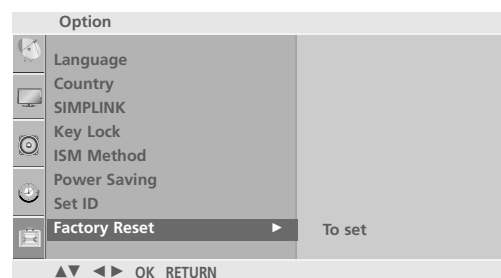 Option
Language
Country
SIMPLINK
Key Lock
ISM Method
Power Saving
Set ID
Factory Reset ► To set
▲▼ ◄► OK RETURN